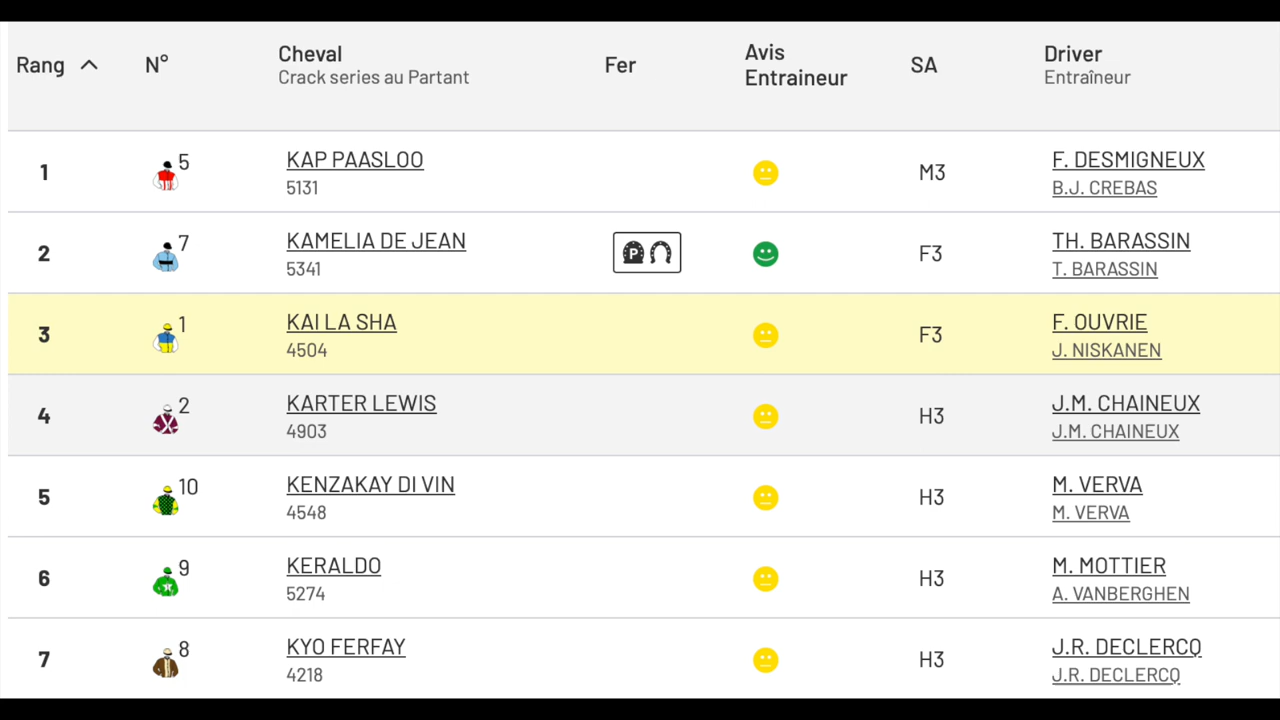 Rang N° Cheval Fer Avis Entraineur SA Driver
Crack series au Partant Entraîneur
1 5 KAP PAASLOO M3 F. DESMIGNEUX
5131 B.J. CREBAS
2 7 KAMELIA DE JEAN P F3 TH. BARASSIN
5341 T. BARASSIN
3 1 KAI LA SHA F3 F. OUVRIE
4504 J. NISKANEN
4 2 KARTER LEWIS H3 J.M. CHAINEUX
4903 J.M. CHAINEUX
5 10 KENZAKAY DI VIN H3 M. VERVA
4548 M. VERVA
6 9 KERALDO H3 M. MOTTIER
5274 A. VANBERGHEN
7 8 KYO FERFAY H3 J.R. DECLERCQ
4218 J.R. DECLERCQ